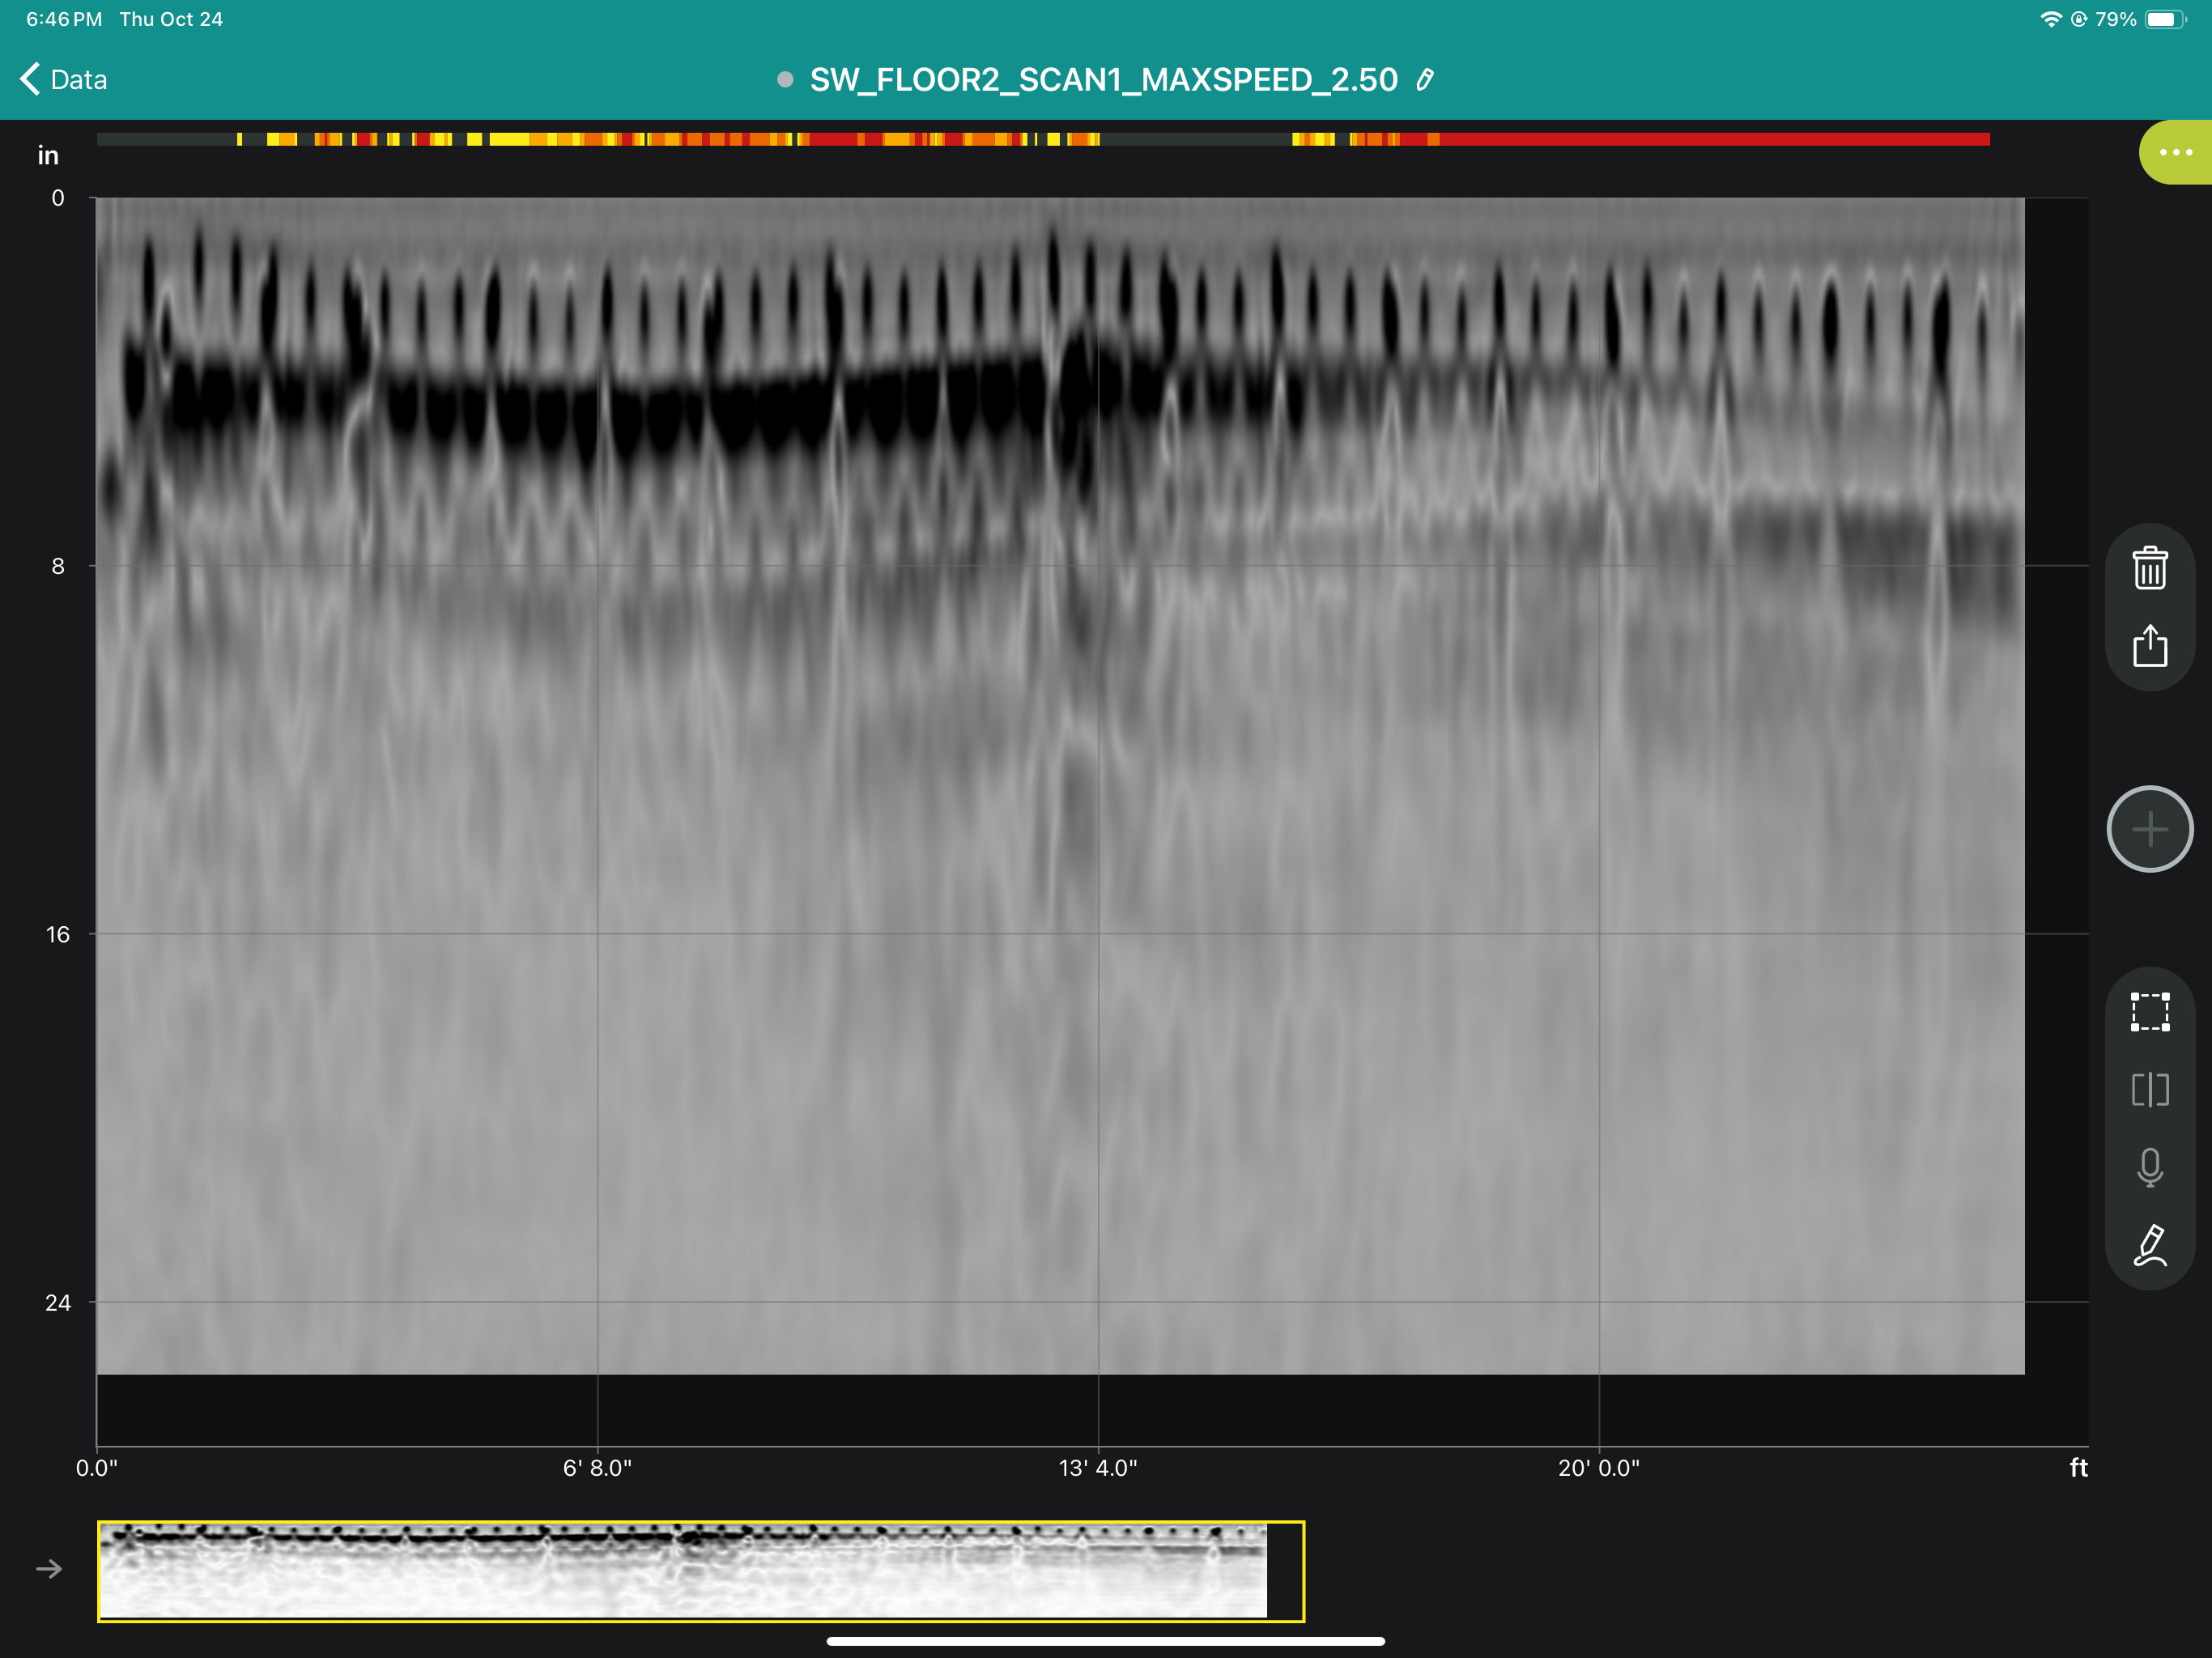 6:46 PM Thu Oct 24
79%
Data
SW_FLOOR2_SCAN1_MAXSPEED_2.50
in
0
8
16
24
0.0" 6' 8.0" 13' 4.0" 20' 0.0" ft